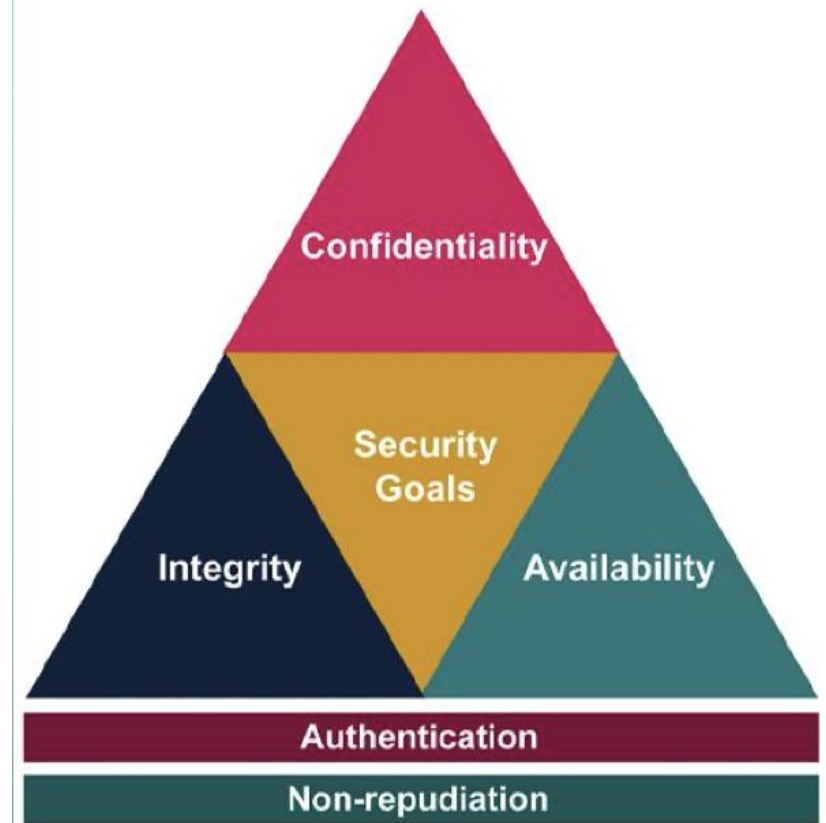 Confidentiality
Security
Goals
Integrity
Availability
Authentication
Non-repudiation